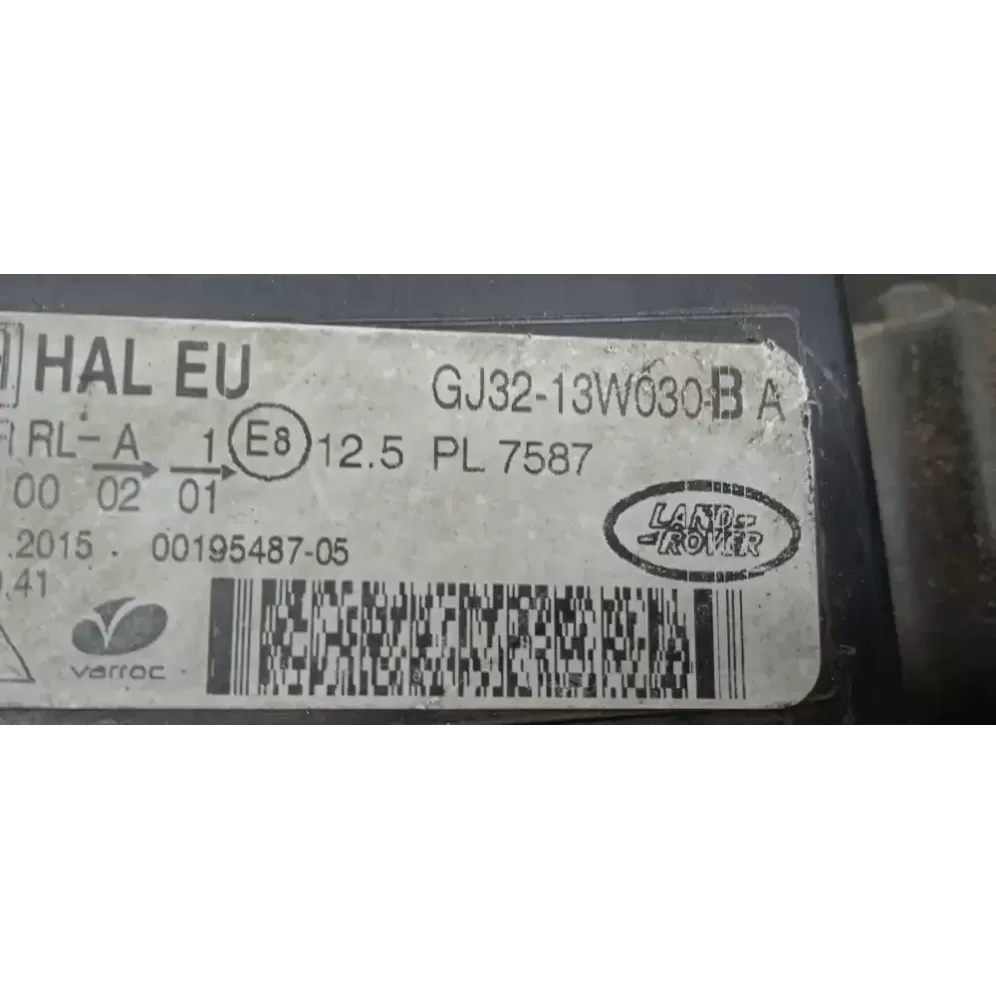 HAL EU GJ32-13W030-B A
RL-A 1 E8 12.5 PL 7587
00 02 01
.2015 . 00195487-05
.41
LAND-
-ROVER
varroc